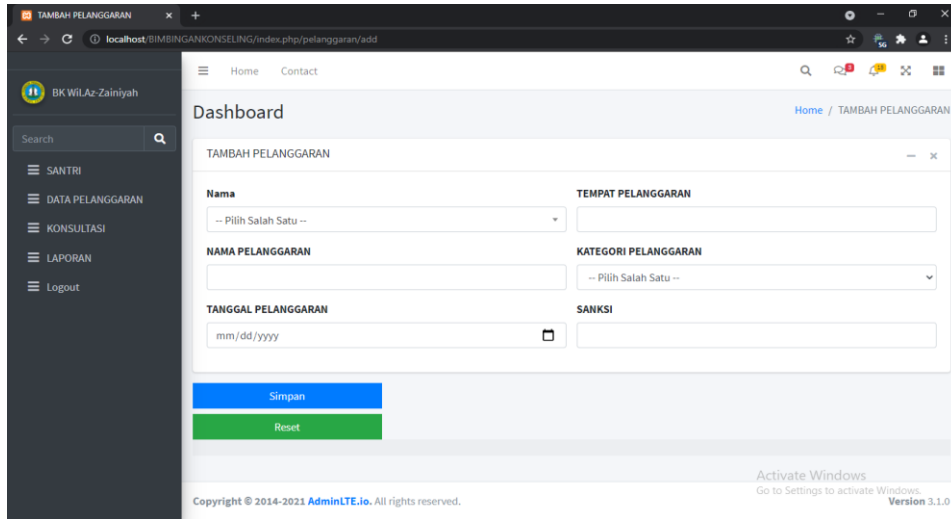 TAMBAH PELANGGARAN
localhost/BIMBINGANKONSELING/index.php/pelanggaran/add
SG
BK Wil.Az-Zainiyah
Search
SANTRI
DATA PELANGGARAN
KONSULTASI
LAPORAN
Logout
Home Contact
3
15
Dashboard
Home / TAMBAH PELANGGARAN
TAMBAH PELANGGARAN
Nama TEMPAT PELANGGARAN
-- Pilih Salah Satu --
NAMA PELANGGARAN KATEGORI PELANGGARAN
-- Pilih Salah Satu --
TANGGAL PELANGGARAN SANKSI
mm/dd/yyyy
Simpan
Reset
Activate Windows
Go to Settings to activate Windows.
Copyright © 2014-2021 AdminLTE.io. All rights reserved. Version 3.1.0